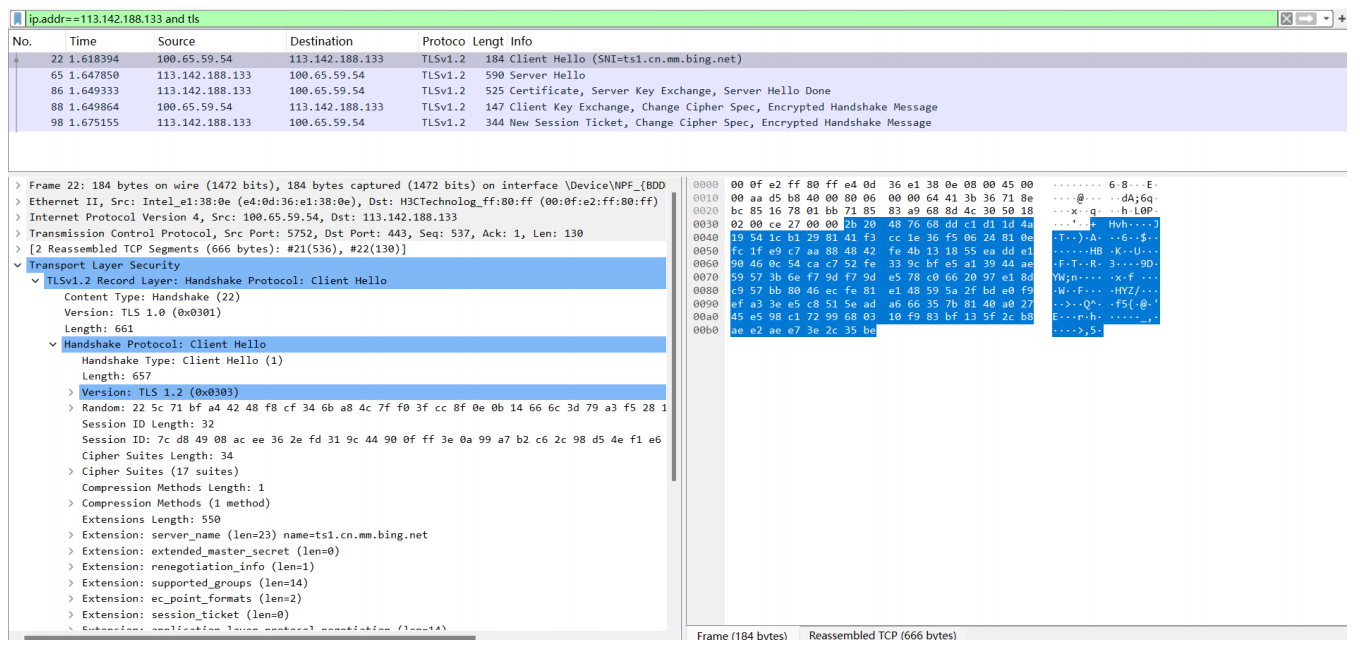 ip.addr==113.142.188.133 and tls
No. Time Source Destination Protoco Lengt Info
22 1.618394 100.65.59.54 113.142.188.133 TLSv1.2 184 Client Hello (SNI=ts1.cn.mm.bing.net)
65 1.647850 113.142.188.133 100.65.59.54 TLSv1.2 590 Server Hello
86 1.649333 113.142.188.133 100.65.59.54 TLSv1.2 525 Certificate, Server Key Exchange, Server Hello Done
88 1.649864 100.65.59.54 113.142.188.133 TLSv1.2 147 Client Key Exchange, Change Cipher Spec, Encrypted Handshake Message
98 1.675155 113.142.188.133 100.65.59.54 TLSv1.2 344 New Session Ticket, Change Cipher Spec, Encrypted Handshake Message
> Frame 22: 184 bytes on wire (1472 bits), 184 bytes captured (1472 bits) on interface \Device\NPF_{BDD
> Ethernet II, Src: Intel_e1:38:0e (e4:0d:36:e1:38:0e), Dst: H3CTechnolog_ff:80:ff (00:0f:e2:ff:80:ff)
> Internet Protocol Version 4, Src: 100.65.59.54, Dst: 113.142.188.133
> Transmission Control Protocol, Src Port: 5752, Dst Port: 443, Seq: 537, Ack: 1, Len: 130
> [2 Reassembled TCP Segments (666 bytes): #21(536), #22(130)]
Transport Layer Security
TLSv1.2 Record Layer: Handshake Protocol: Client Hello
Content Type: Handshake (22)
Version: TLS 1.0 (0x0301)
Length: 661
Handshake Protocol: Client Hello
Handshake Type: Client Hello (1)
Length: 657
> Version: TLS 1.2 (0x0303)
> Random: 22 5c 71 bf a4 42 48 f8 cf 34 6b a8 4c 7f f0 3f cc 8f 0e 0b 14 66 6c 3d 79 a3 f5 28 1
Session ID Length: 32
Session ID: 7c d8 49 08 ac ee 36 2e fd 31 9c 44 90 0f ff 3e 0a 99 a7 b2 c6 2c 98 d5 4e f1 e6
Cipher Suites Length: 34
> Cipher Suites (17 suites)
Compression Methods Length: 1
> Compression Methods (1 method)
Extensions Length: 550
> Extension: server_name (len=23) name=ts1.cn.mm.bing.net
> Extension: extended_master_secret (len=0)
> Extension: renegotiation_info (len=1)
> Extension: supported_groups (len=14)
> Extension: ec_point_formats (len=2)
> Extension: session_ticket (len=0)
> Extension: application_layer_protocol_negotiation (len=14)
0000 00 0f e2 ff 80 ff e4 0d 36 e1 38 0e 08 00 45 00 ········ 6·8···E·
0010 00 aa d5 b8 40 00 80 06 00 00 64 41 3b 36 71 8e ····@··· ··dA;6q·
0020 bc 85 16 78 01 bb 71 85 83 a9 68 8d 4c 30 50 18 ···x··q· ··h·L0P·
0030 02 00 ce 27 00 00 2b 20 48 76 68 dd c1 d1 1d 4a ···'··+ Hvh····J
0040 19 54 1c b1 29 81 41 f3 cc 1e 36 f5 06 24 81 0e ·T··)·A· ··6··$··
0050 fc 1f e9 c7 aa 88 48 42 fe 4b 13 18 55 ea dd e1 ······HB ·K··U···
0060 90 46 0c 54 ca c7 52 fe 33 9c bf e5 a1 39 44 ae ·F·T··R· 3····9D·
0070 59 57 3b 6e f7 9d f7 9d e5 78 c0 66 20 97 e1 8d YW;n···· ·x·f ···
0080 c9 57 bb 80 46 ec fe 81 e1 48 59 5a 2f bd e0 f9 ·W··F··· ·HYZ/···
0090 ef a3 3e e5 c8 51 5e ad a6 66 35 7b 81 40 a0 27 ··>··Q^· ·f5{·@·'
00a0 45 e5 98 c1 72 99 68 03 10 f9 83 bf 13 5f 2c b8 E···r·h· ·····_,·
00b0 ae e2 ae e7 3e 2c 35 be ····>,5·
Frame (184 bytes) Reassembled TCP (666 bytes)